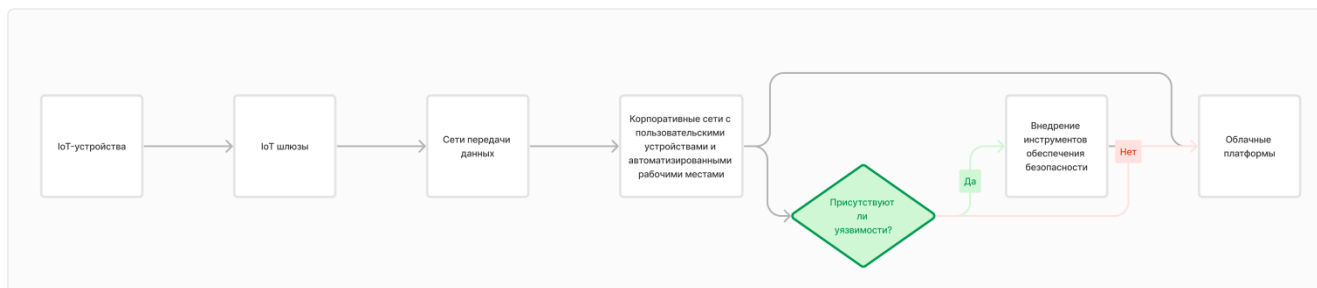 IoT-устройства
IoT шлюзы
Сети передачи
данных
Корпоративные сети с
пользовательскими
устройствами и
автоматизированными
рабочими местами
Присутствуют
ли
уязвимости?
Да
Внедрение
инструментов
обеспечения
безопасности
Нет
Облачные
платформы